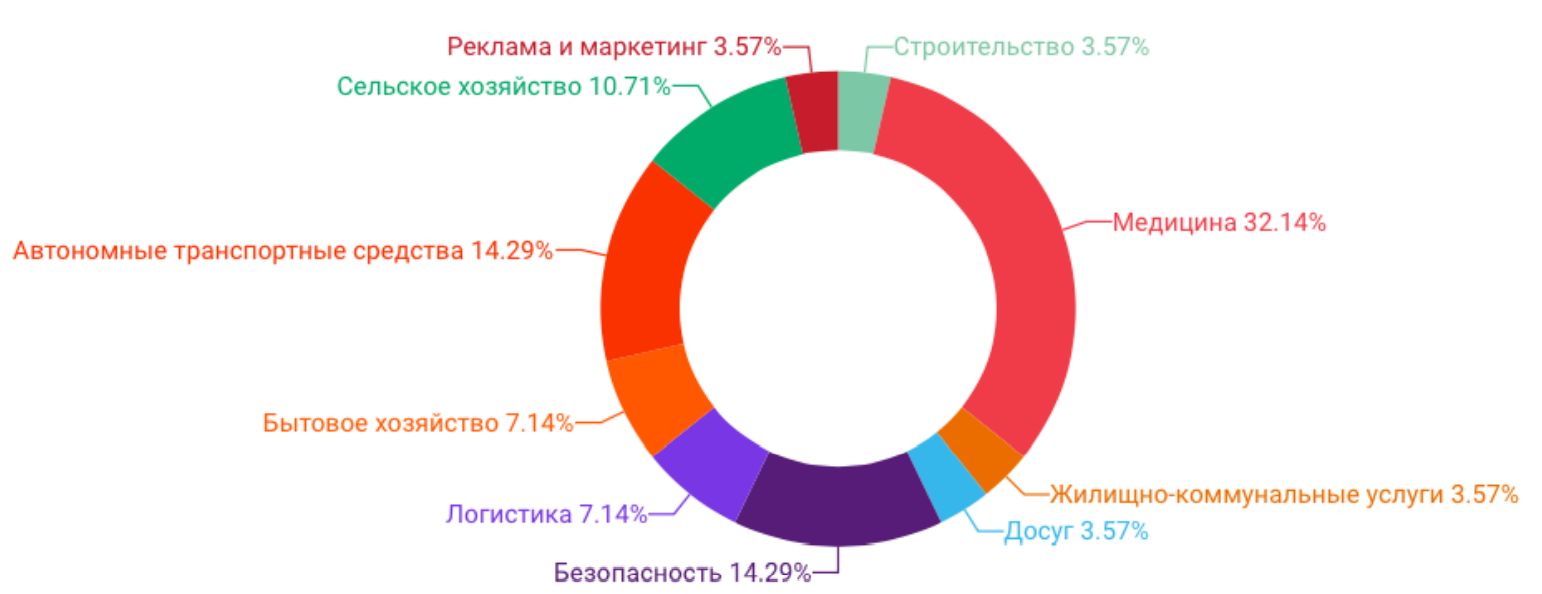 Реклама и маркетинг 3.57%
Строительство 3.57%
Сельское хозяйство 10.71%
Медицина 32.14%
Автономные транспортные средства 14.29%
Бытовое хозяйство 7.14%
Жилищно-коммунальные услуги 3.57%
Логистика 7.14%
Досуг 3.57%
Безопасность 14.29%